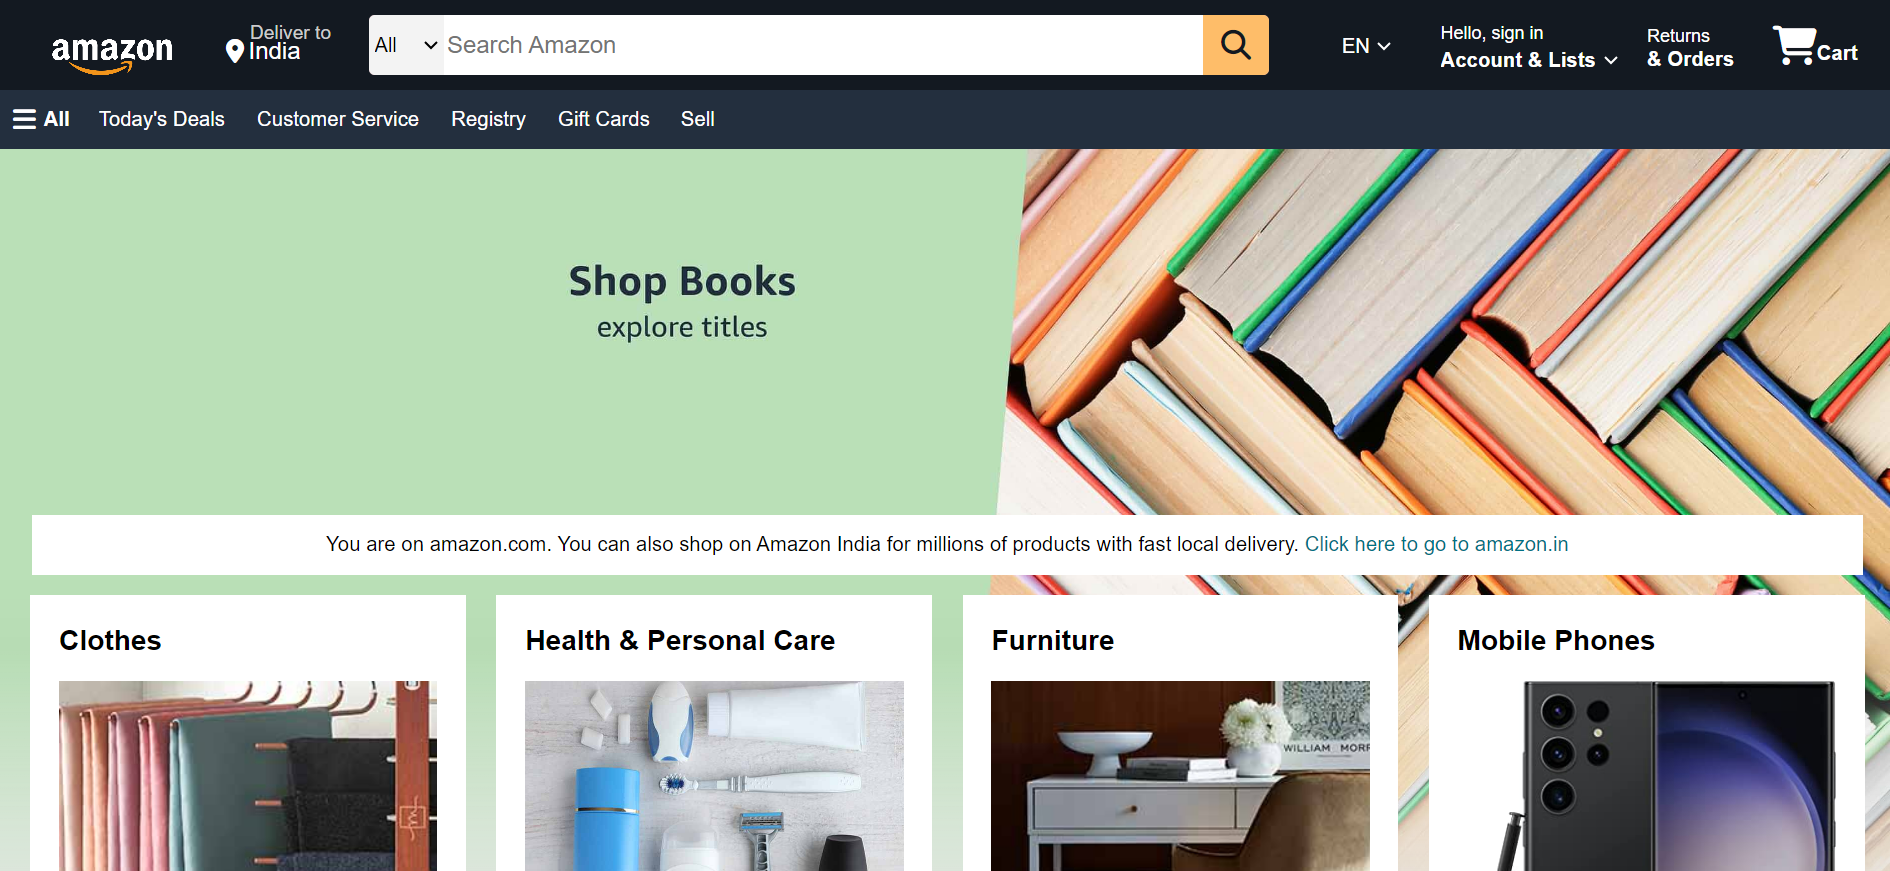 amazon
Deliver to
India
All
Search Amazon
EN
Hello, sign in
Account & Lists
Returns
& Orders
Cart
All
Today's Deals
Customer Service
Registry
Gift Cards
Sell
Shop Books
explore titles
You are on amazon.com. You can also shop on Amazon India for millions of products with fast local delivery. Click here to go to amazon.in
Clothes
Health & Personal Care
Furniture
Mobile Phones
WILLIAM MORR